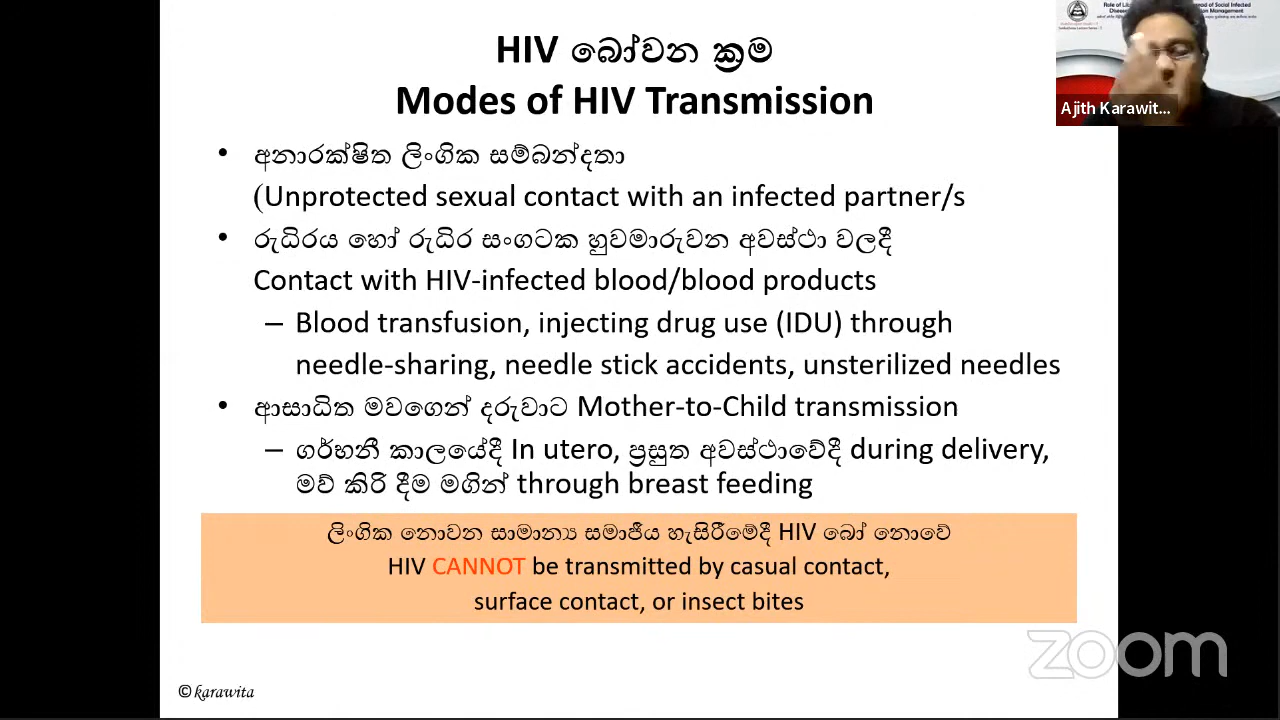 HIV බෝවන ක්‍රම
Modes of HIV Transmission
• අනාරක්ෂිත ලිංගික සම්බන්දතා
(Unprotected sexual contact with an infected partner/s
• රුධිරය හෝ රුධිර සංගටක හුවමාරුවන අවස්ථා වලදී
Contact with HIV-infected blood/blood products
– Blood transfusion, injecting drug use (IDU) through
needle-sharing, needle stick accidents, unsterilized needles
• ආසාධිත මවගෙන් දරුවාට Mother-to-Child transmission
– ගර්භනී කාලයේදී In utero, ප්‍රසුත අවස්ථාවේදී during delivery,
මව් කිරි දීම මගින් through breast feeding
ලිංගික නොවන සාමාන්‍ය සමාජීය හැසිරීමේදී HIV බෝ නොවේ
HIV CANNOT be transmitted by casual contact,
surface contact, or insect bites
© karawita
Ajith Karawit...
zoom